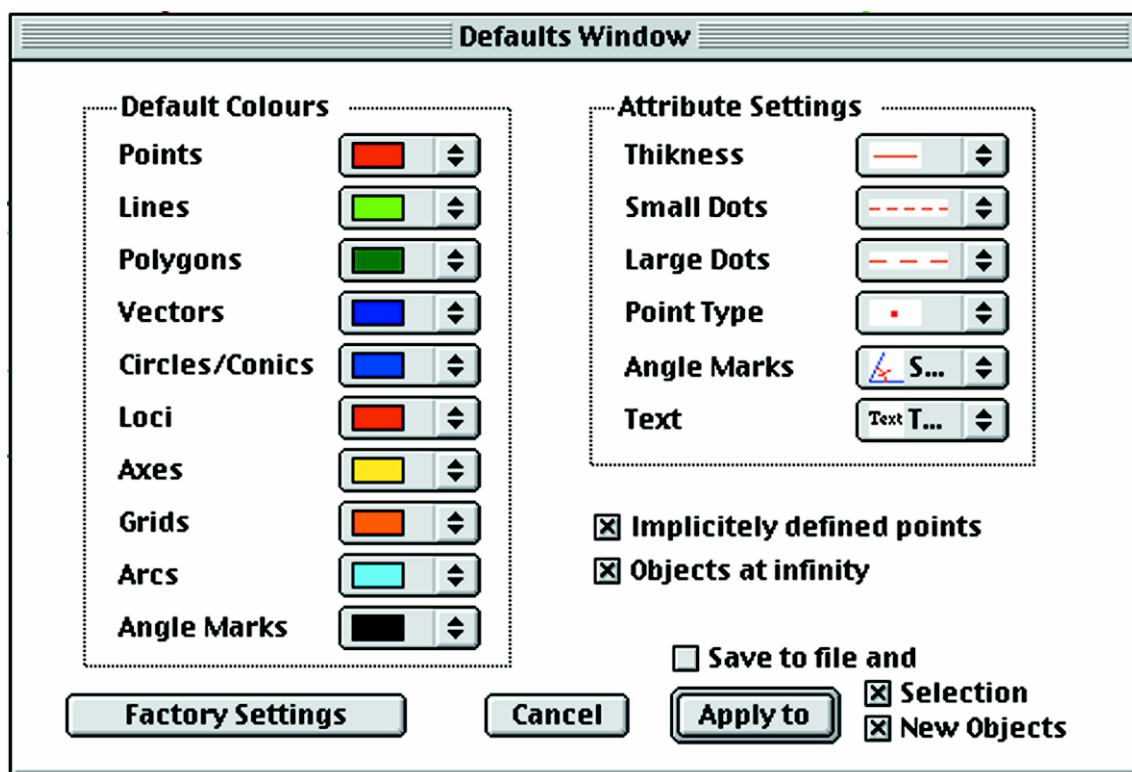 Defaults Window
Default Colours
Points
Lines
Polygons
Vectors
Circles/Conics
Loci
Axes
Grids
Arcs
Angle Marks
Attribute Settings
Thikness
Small Dots
Large Dots
Point Type
Angle Marks S...
Text Text T...
Implicitely defined points
Objects at infinity
Save to file and
Factory Settings
Cancel
Apply to
Selection
New Objects